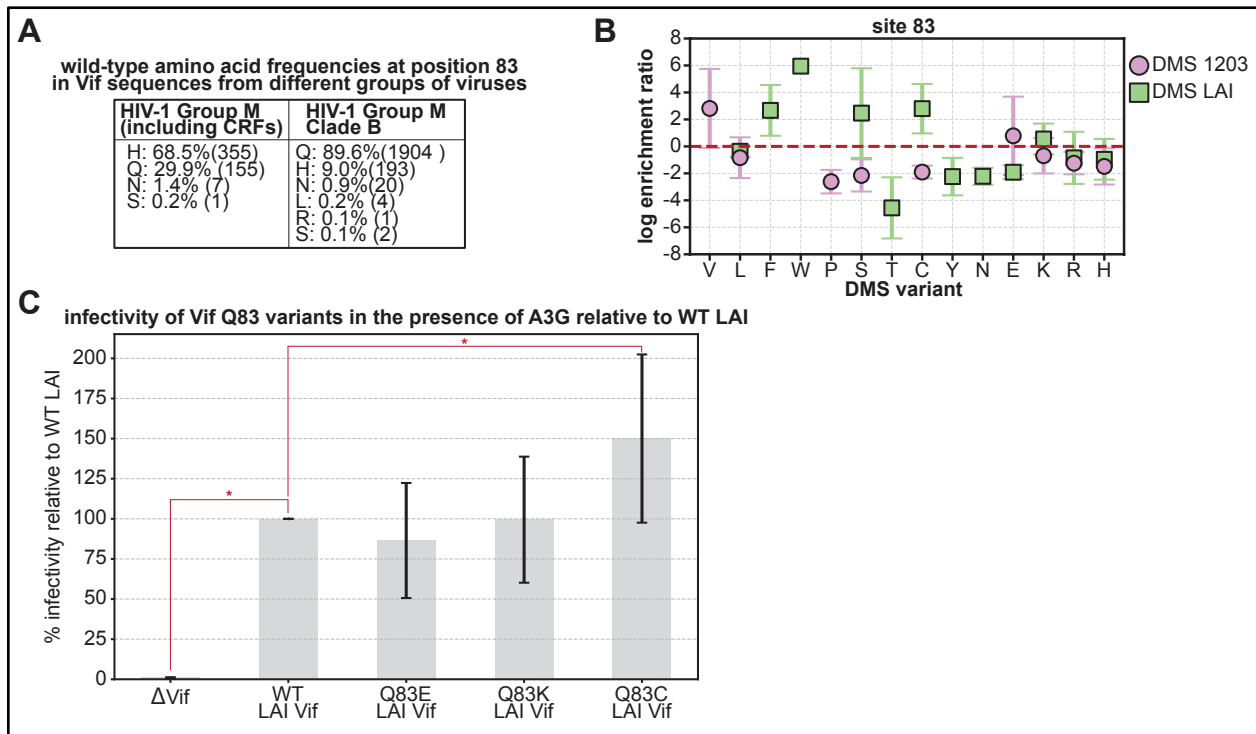 A
wild-type amino acid frequencies at position 83
in Vif sequences from different groups of viruses
HIV-1 Group M
(including CRFs)
H: 68.5%(355)
Q: 29.9% (155)
N: 1.4% (7)
S: 0.2% (1)
HIV-1 Group M
Clade B
Q: 89.6%(1904 )
H: 9.0%(193)
N: 0.9%(20)
L: 0.2% (4)
R: 0.1% (1)
S: 0.1% (2)
B
site 83
log enrichment ratio
6
4
2
0
-2
-4
-6
-8
V L F W P S T C Y N E K R H
DMS variant
DMS 1203
DMS LAI
C
infectivity of Vif Q83 variants in the presence of A3G relative to WT LAI
% infectivity relative to WT LAI
200
175
150
125
100
75
50
25
0
*
*
ΔVif
WT
LAI Vif
Q83E
LAI Vif
Q83K
LAI Vif
Q83C
LAI Vif